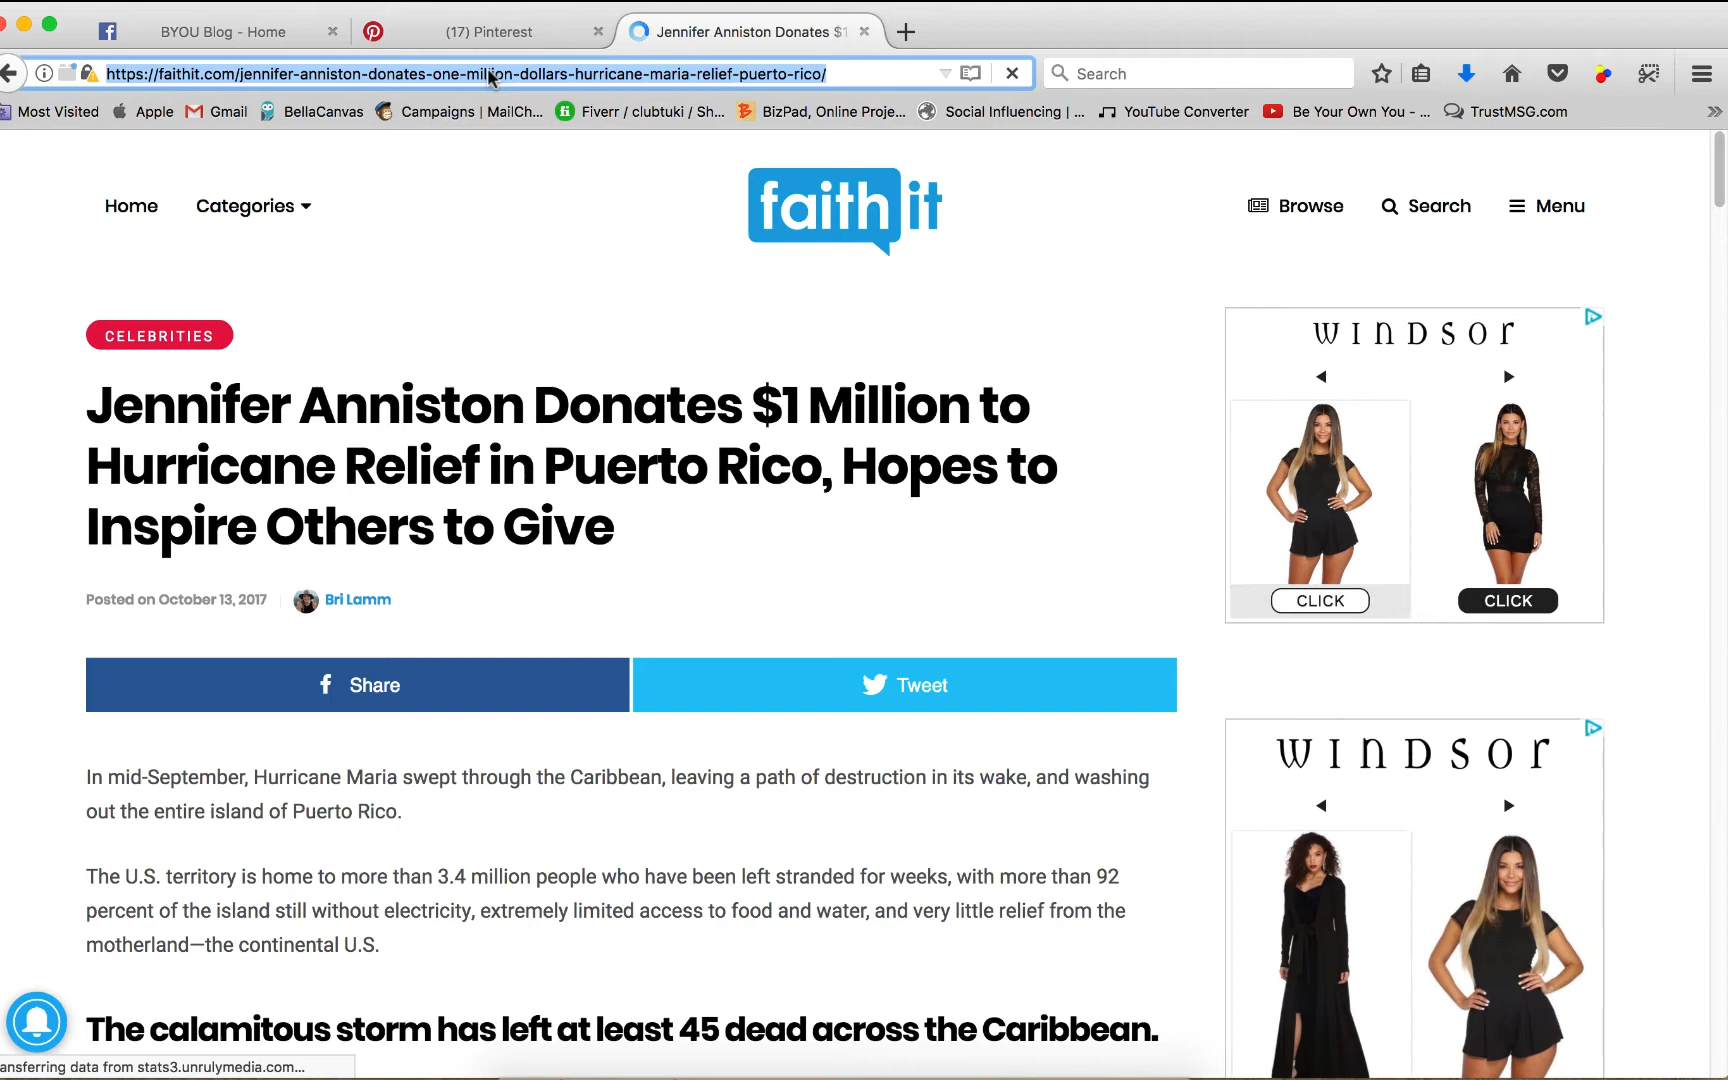 BYOU Blog - Home
(17) Pinterest
Jennifer Anniston Donates $1
https://faithit.com/jennifer-anniston-donates-one-million-dollars-hurricane-maria-relief-puerto-rico/
Search
Most Visited
Apple
Gmail
BellaCanvas
Campaigns | MailCh...
Fiverr / clubtuki / Sh...
BizPad, Online Proje...
Social Influencing | ...
YouTube Converter
Be Your Own You - ...
TrustMSG.com
Home
Categories
faithit
Browse
Search
Menu
CELEBRITIES
Jennifer Anniston Donates $1 Million to
Hurricane Relief in Puerto Rico, Hopes to
Inspire Others to Give
Posted on October 13, 2017
Bri Lamm
Share
Tweet
In mid-September, Hurricane Maria swept through the Caribbean, leaving a path of destruction in its wake, and washing
out the entire island of Puerto Rico.
The U.S. territory is home to more than 3.4 million people who have been left stranded for weeks, with more than 92
percent of the island still without electricity, extremely limited access to food and water, and very little relief from the
motherland—the continental U.S.
The calamitous storm has left at least 45 dead across the Caribbean.
WINDSOR
CLICK
CLICK
WINDSOR
ansferring data from stats3.unrulymedia.com...